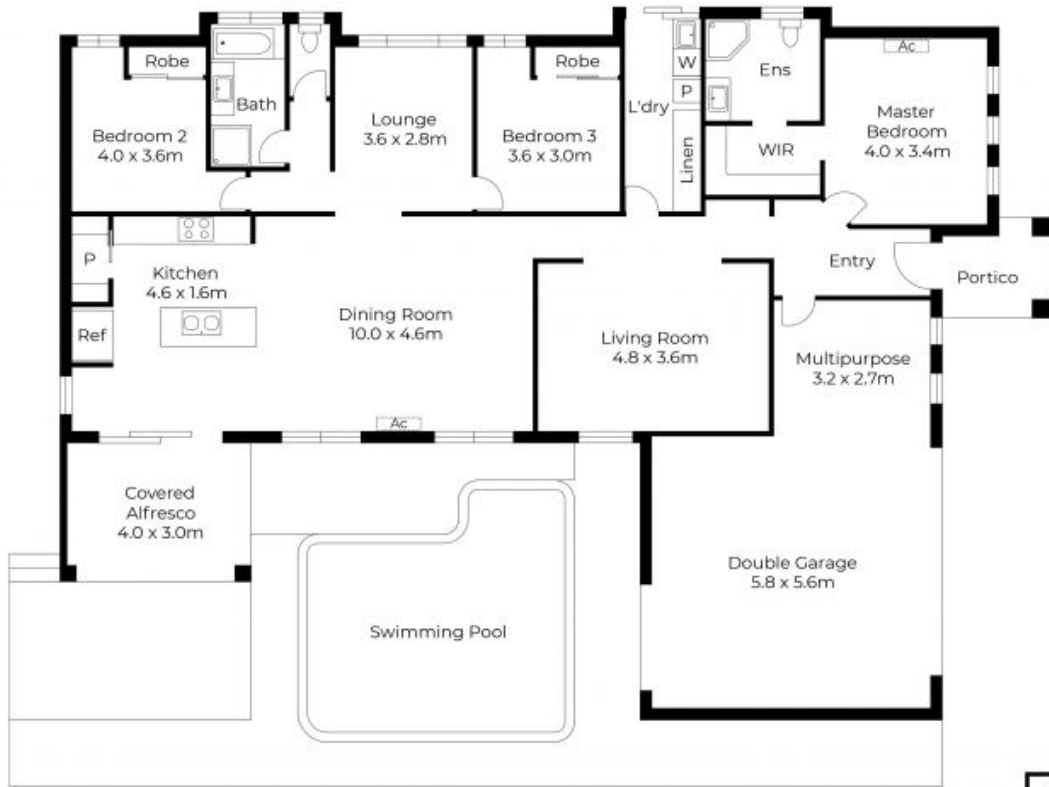 Robe
Bedroom 2
4.0 x 3.6m
Bath
Lounge
3.6 x 2.8m
Robe
Bedroom 3
3.6 x 3.0m
L'dry
W
P
Linen
Ens
WIR
Ac
Master
Bedroom
4.0 x 3.4m
P
Kitchen
4.6 x 1.6m
Ref
Dining Room
10.0 x 4.6m
Ac
Living Room
4.8 x 3.6m
Entry
Portico
Multipurpose
3.2 x 2.7m
Covered
Alfresco
4.0 x 3.0m
Swimming Pool
Double Garage
5.8 x 5.6m